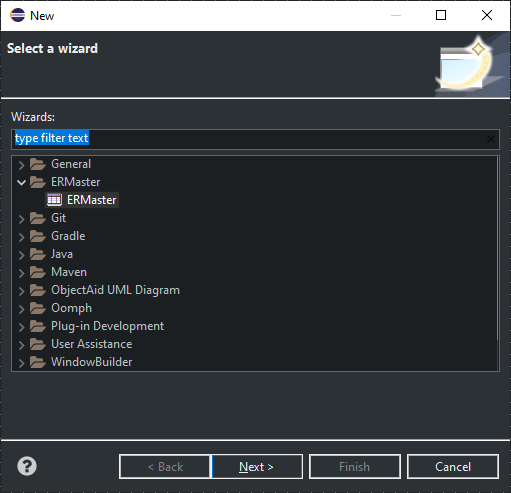 New
Select a wizard
Wizards:
type filter text
General
ERMaster
ERMaster
Git
Gradle
Java
Maven
ObjectAid UML Diagram
Oomph
Plug-in Development
User Assistance
WindowBuilder
? < Back Next > Finish Cancel